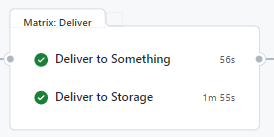 Matrix: Deliver
Deliver to Something 56s
Deliver to Storage 1m 55s